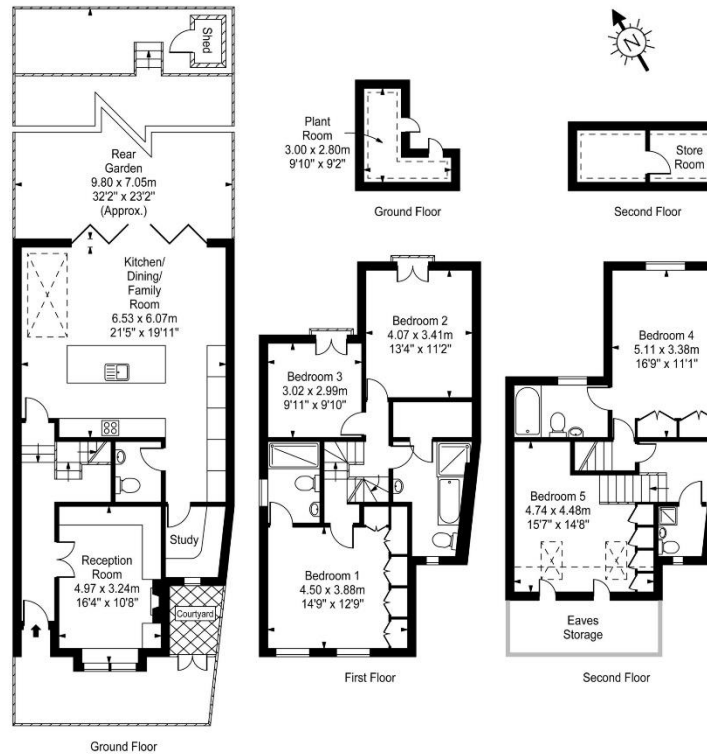 Shed
N
Rear
Garden
9.80 x 7.05m
32'2" x 23'2"
(Approx.)
Plant
Room
3.00 x 2.80m
9'10" x 9'2"
Ground Floor
Store
Room
Second Floor
Kitchen/
Dining/
Family
Room
6.53 x 6.07m
21'5" x 19'11"
Study
Reception
Room
4.97 x 3.24m
16'4" x 10'8"
Courtyard
Ground Floor
Bedroom 2
4.07 x 3.41m
13'4" x 11'2"
Bedroom 3
3.02 x 2.99m
9'11" x 9'10"
Bedroom 1
4.50 x 3.88m
14'9" x 12'9"
First Floor
Bedroom 4
5.11 x 3.38m
16'9" x 11'1"
Bedroom 5
4.74 x 4.48m
15'7" x 14'8"
Eaves
Storage
Second Floor